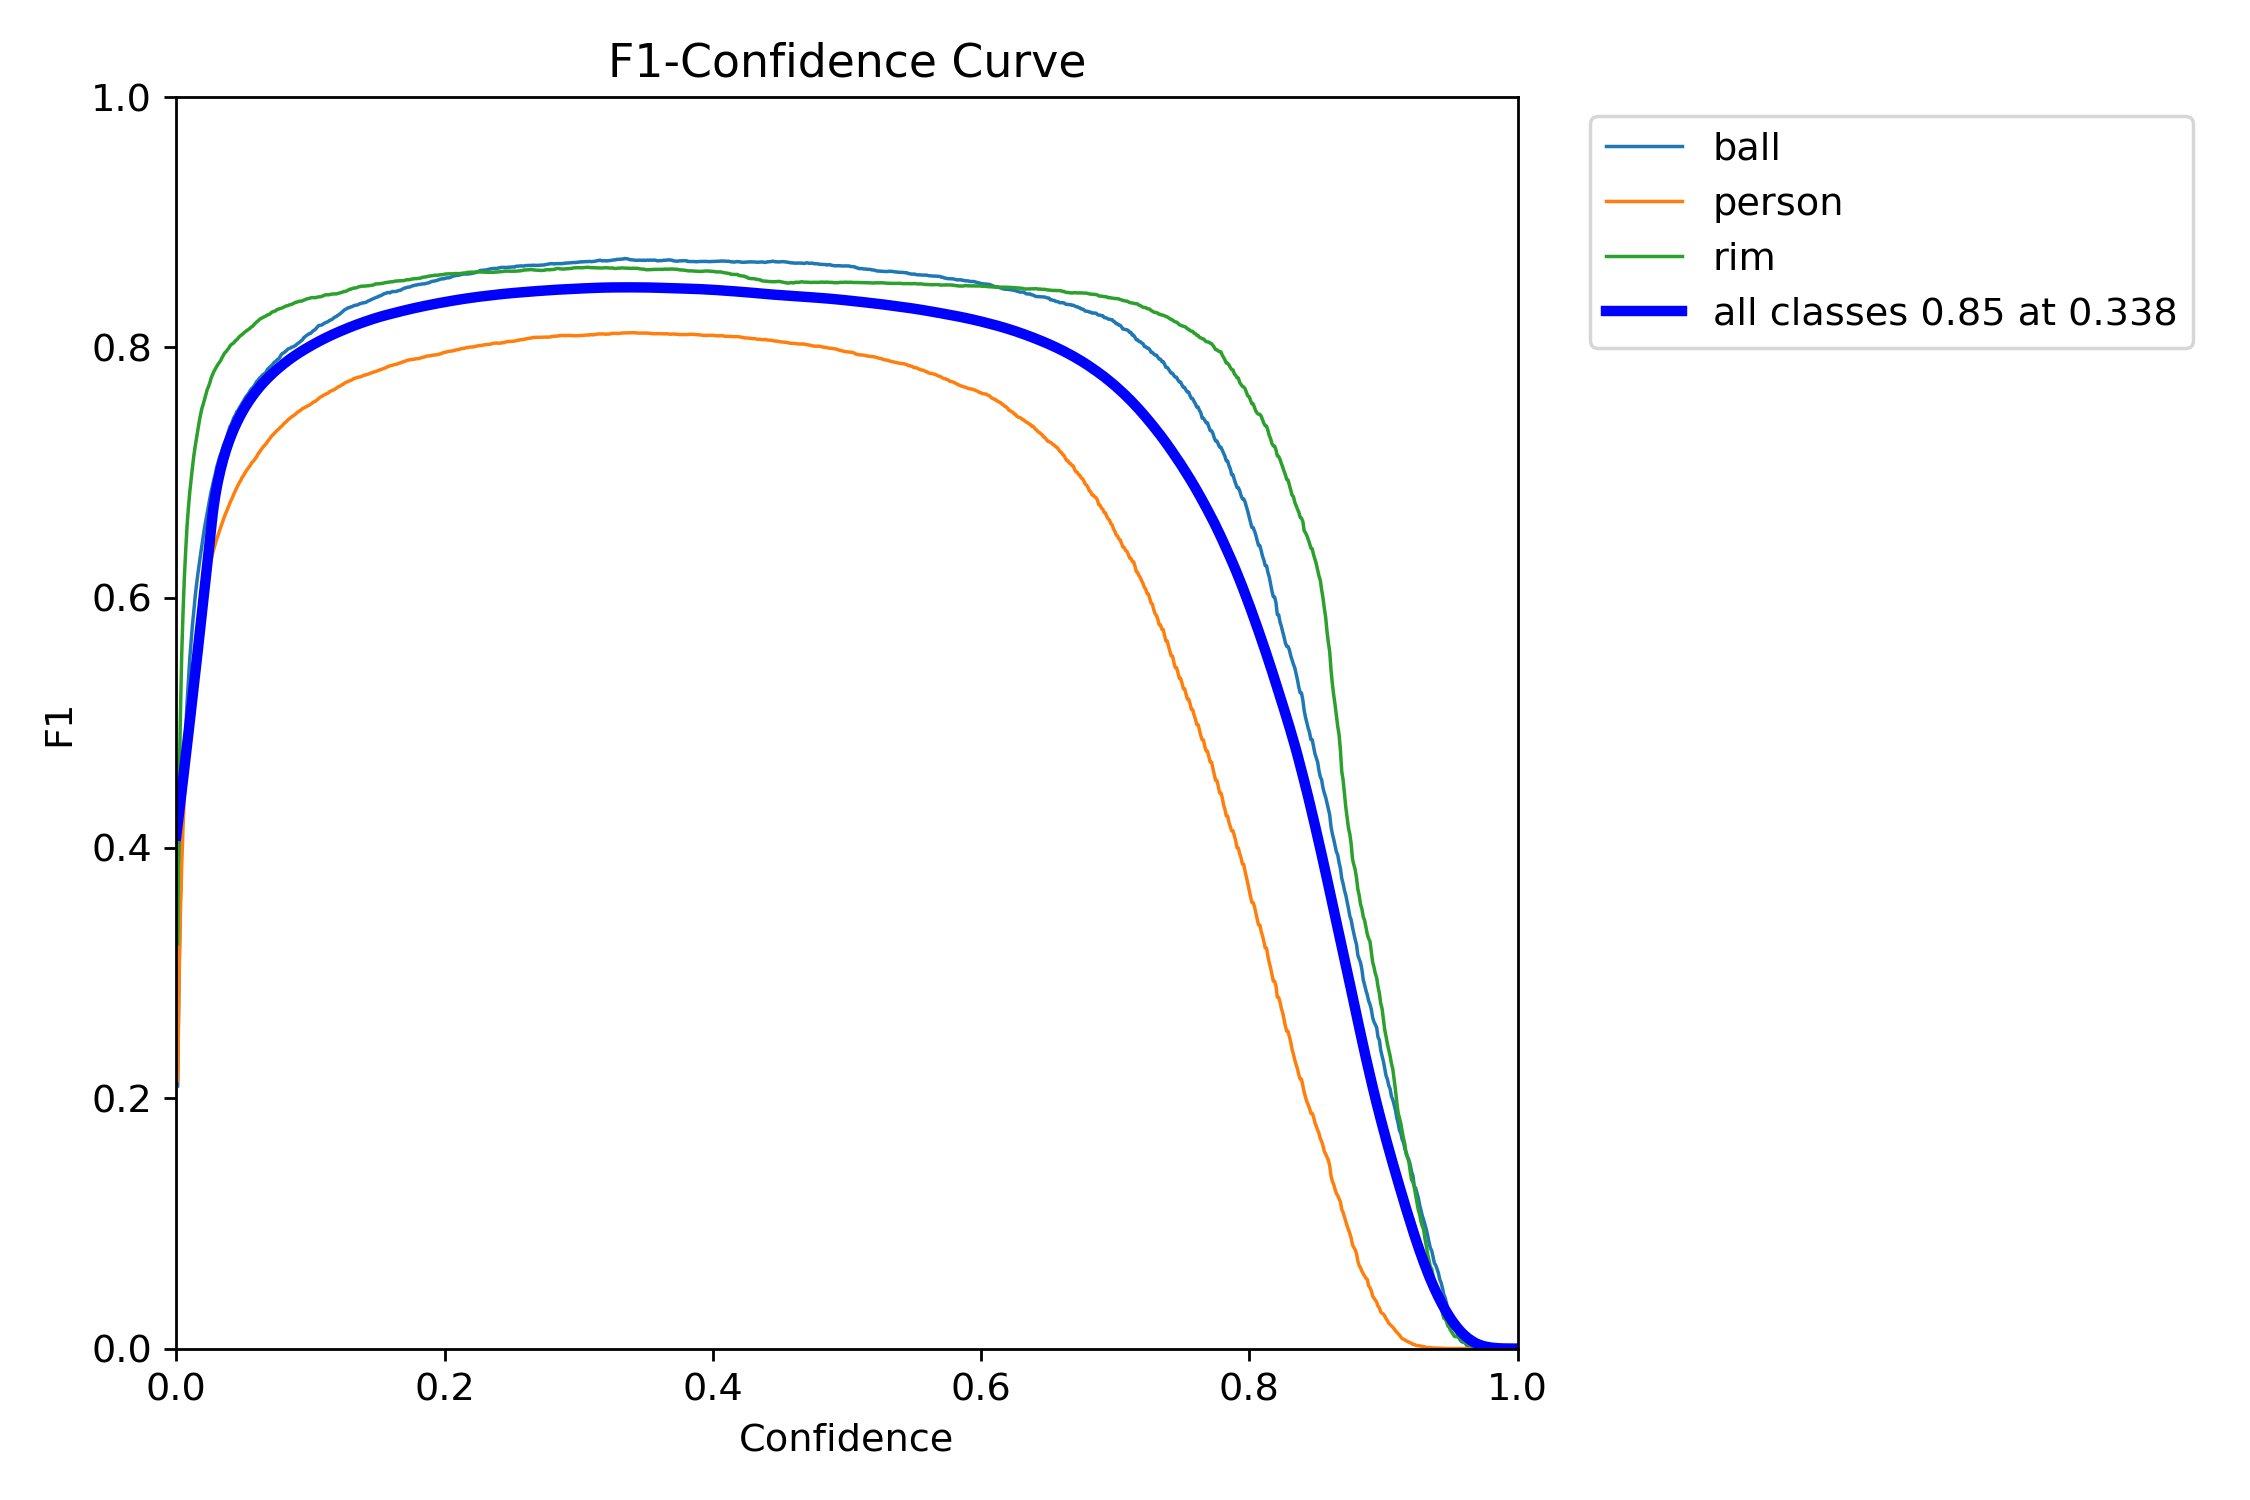 F1-Confidence Curve
1.0
0.8
0.6
0.4
0.2
0.0
F1
0.0 0.2 0.4 0.6 0.8 1.0
Confidence
ball
person
rim
all classes 0.85 at 0.338